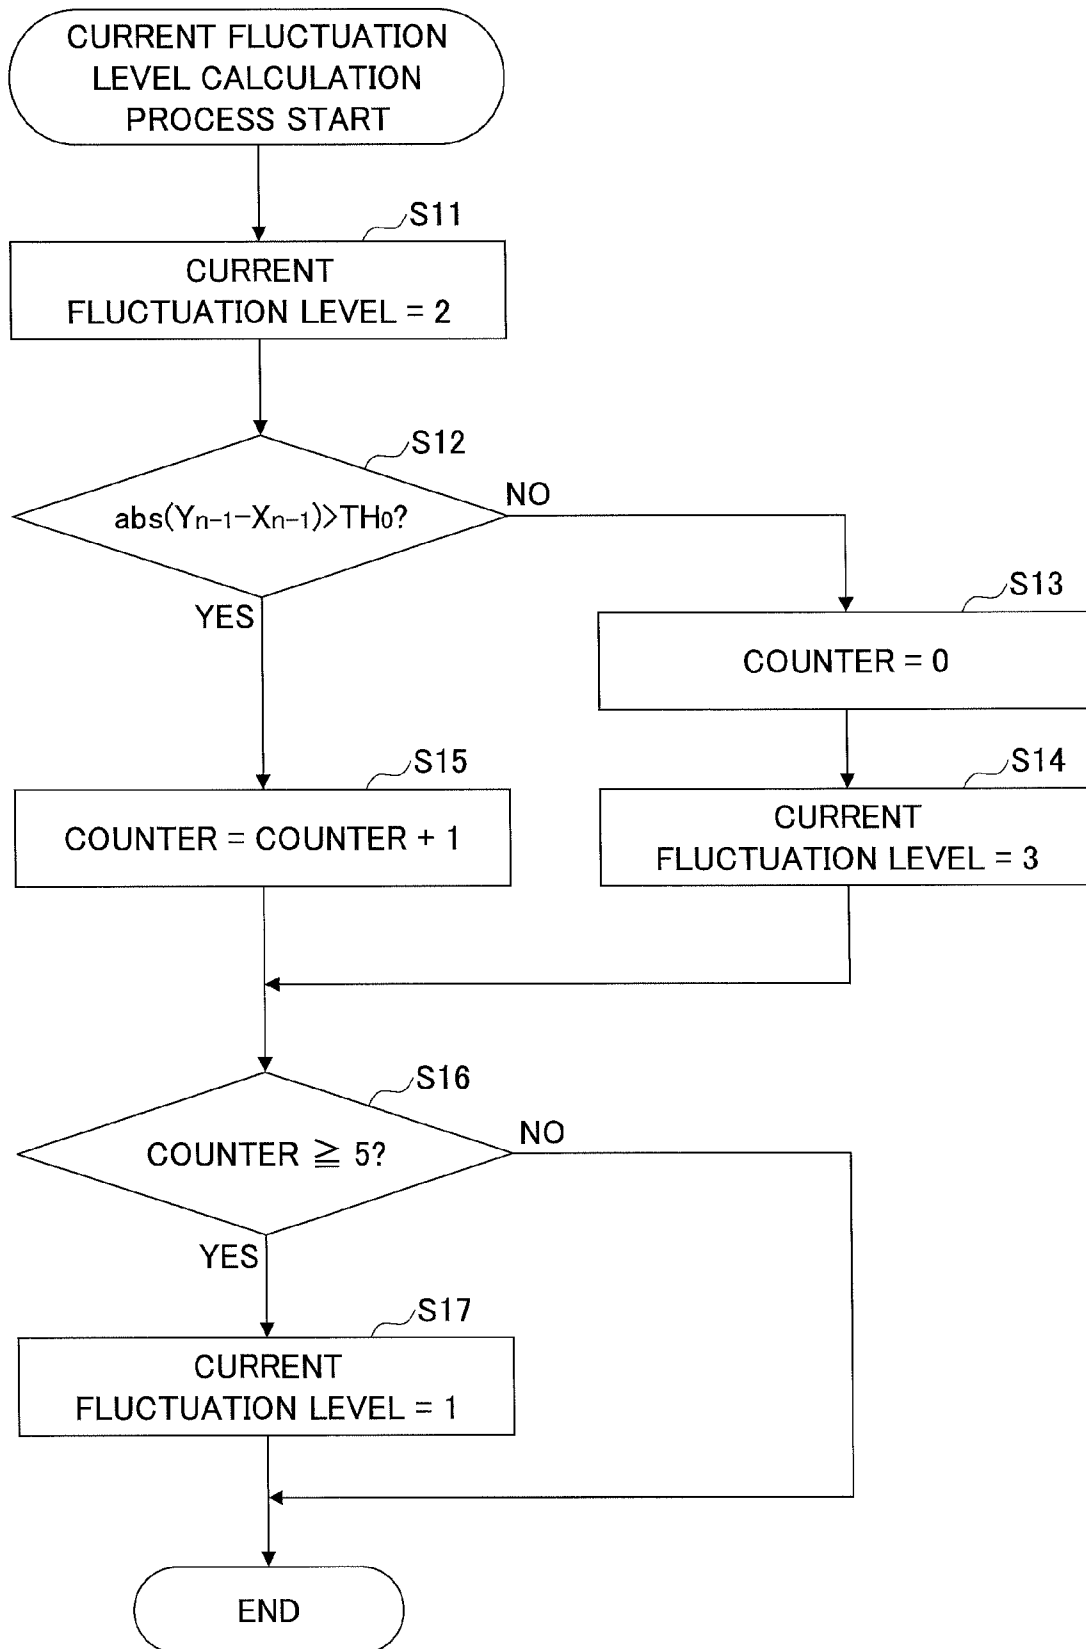 CURRENT FLUCTUATION
LEVEL CALCULATION
PROCESS START
S11
CURRENT
FLUCTUATION LEVEL = 2
S12
abs(Yn-1-Xn-1)>TH0?
NO
YES
S13
COUNTER = 0
S15
COUNTER = COUNTER + 1
S14
CURRENT
FLUCTUATION LEVEL = 3
S16
COUNTER ≧ 5?
NO
YES
S17
CURRENT
FLUCTUATION LEVEL = 1
END